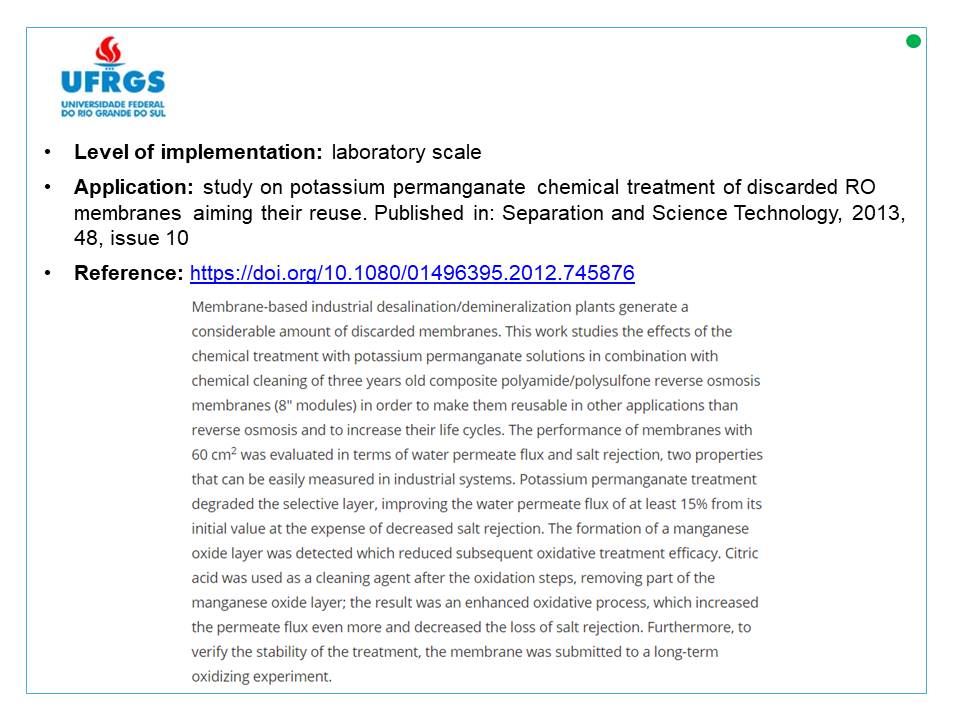 UFRGS
UNIVERSIDADE FEDERAL
DO RIO GRANDE DO SUL
• Level of implementation: laboratory scale
• Application: study on potassium permanganate chemical treatment of discarded RO
membranes aiming their reuse. Published in: Separation and Science Technology, 2013,
48, issue 10
• Reference: https://doi.org/10.1080/01496395.2012.745876
Membrane-based industrial desalination/demineralization plants generate a
considerable amount of discarded membranes. This work studies the effects of the
chemical treatment with potassium permanganate solutions in combination with
chemical cleaning of three years old composite polyamide/polysulfone reverse osmosis
membranes (8" modules) in order to make them reusable in other applications than
reverse osmosis and to increase their life cycles. The performance of membranes with
60 cm² was evaluated in terms of water permeate flux and salt rejection, two properties
that can be easily measured in industrial systems. Potassium permanganate treatment
degraded the selective layer, improving the water permeate flux of at least 15% from its
initial value at the expense of decreased salt rejection. The formation of a manganese
oxide layer was detected which reduced subsequent oxidative treatment efficacy. Citric
acid was used as a cleaning agent after the oxidation steps, removing part of the
manganese oxide layer; the result was an enhanced oxidative process, which increased
the permeate flux even more and decreased the loss of salt rejection. Furthermore, to
verify the stability of the treatment, the membrane was submitted to a long-term
oxidizing experiment.